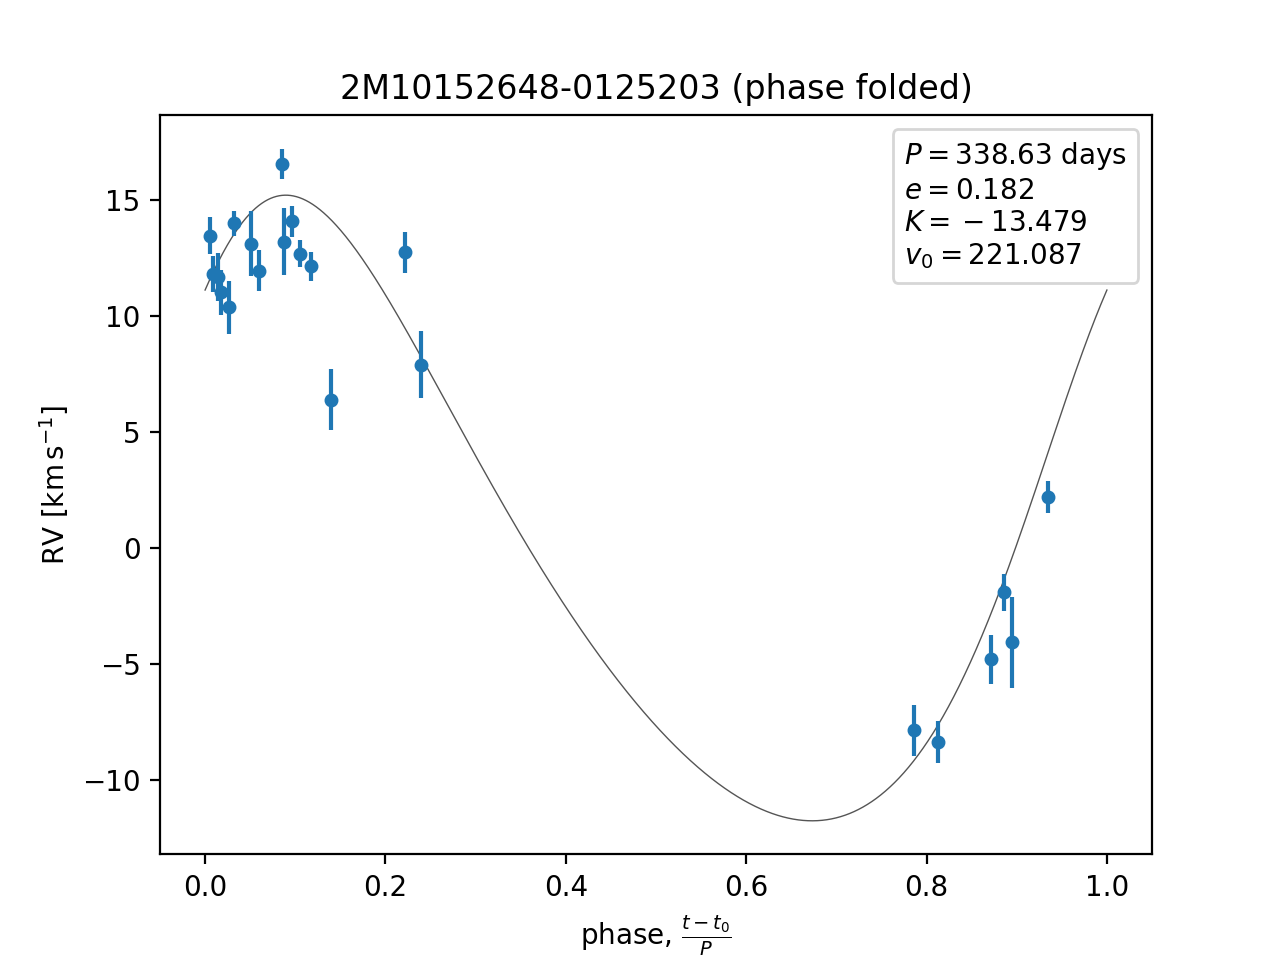 2M10152648-0125203 (phase folded)
P = 338.63 days
e = 0.182
K = −13.479
v₀ = 221.087
15
10
5
0
−5
−10
RV [km s⁻¹]
0.0 0.2 0.4 0.6 0.8 1.0
phase, (t − t₀)/P